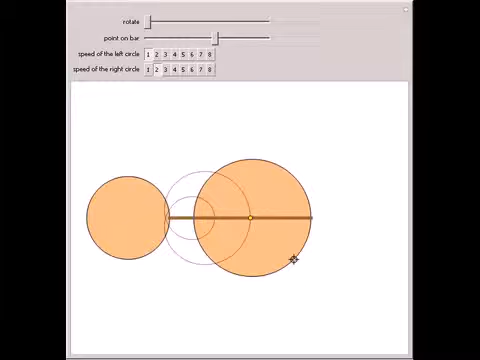 rotate
point on bar
speed of the left circle 1 2 3 4 5 6 7 8
speed of the right circle 1 2 3 4 5 6 7 8